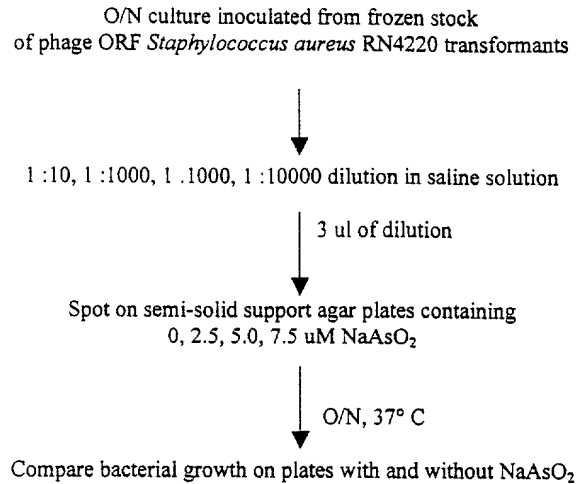 O/N culture inoculated from frozen stock
of phage ORF Staphylococcus aureus RN4220 transformants
1 :10, 1 :1000, 1 .1000, 1 :10000 dilution in saline solution
3 ul of dilution
Spot on semi-solid support agar plates containing
0, 2.5, 5.0, 7.5 uM NaAsO₂
O/N, 37° C
Compare bacterial growth on plates with and without NaAsO₂